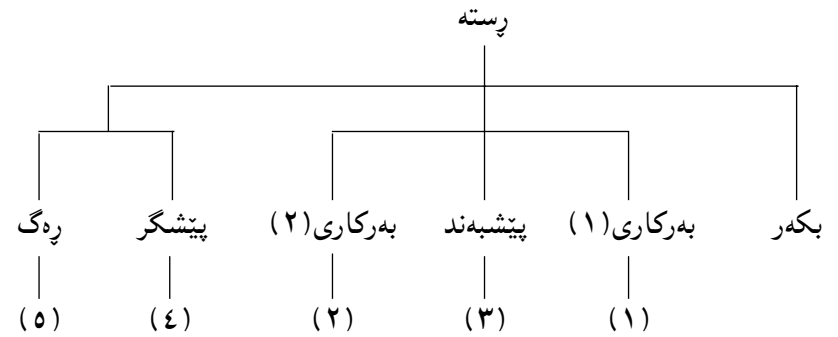 ڕستە
بکەر بەرکاری(١) پێشبەند بەرکاری(٢) پێشگر ڕەگ
(١) (٣) (٢) (٤) (٥)